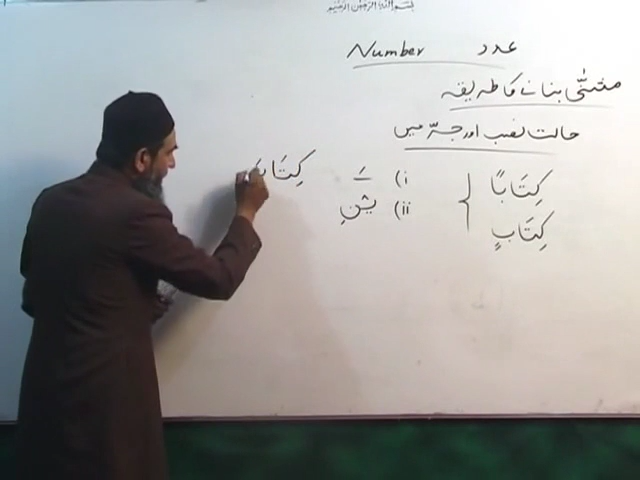 بسم اللہ الرحمٰن الرحیم
Number عدد
مثنّٰی بنانے کا طریقہ
حالت نصب اور جرّ میں
كِتَابًا
كِتَابٍ
i) ـَـ
ii) يْنِ
كِتَابَ